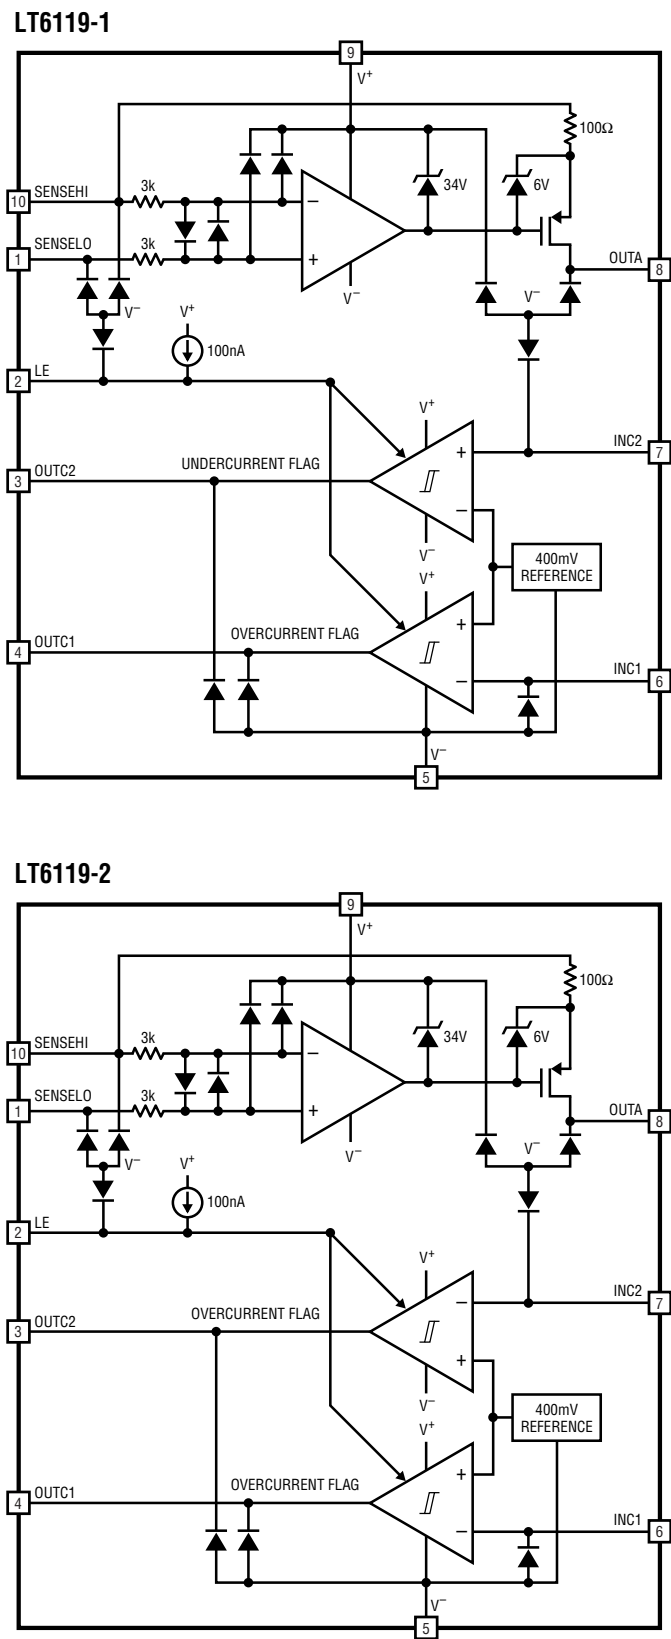 LT6119-1
9
V+
100Ω
34V
6V
3k
10
SENSEHI
–
3k
1
SENSELO
+
OUTA
8
V–
V–
V–
V+
100nA
2
LE
V+
UNDERCURRENT FLAG
3
OUTC2
+
INC2
7
–
V–
400mV
REFERENCE
V+
OVERCURRENT FLAG
4
OUTC1
+
–
INC1
6
V–
5
LT6119-2
9
V+
100Ω
34V
6V
3k
10
SENSEHI
–
3k
1
SENSELO
+
OUTA
8
V–
V–
V–
V+
100nA
2
LE
V+
OVERCURRENT FLAG
3
OUTC2
–
INC2
7
+
V–
400mV
REFERENCE
V+
OVERCURRENT FLAG
4
OUTC1
+
–
INC1
6
V–
5